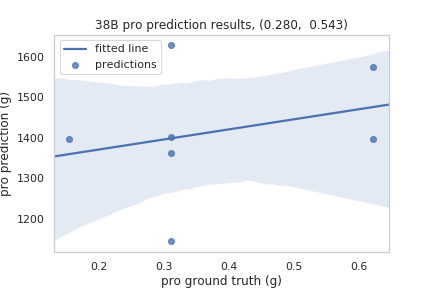 38B pro prediction results, (0.280,  0.543)
fitted line
predictions
1600
1500
1400
1300
1200
pro prediction (g)
0.2 0.3 0.4 0.5 0.6
pro ground truth (g)